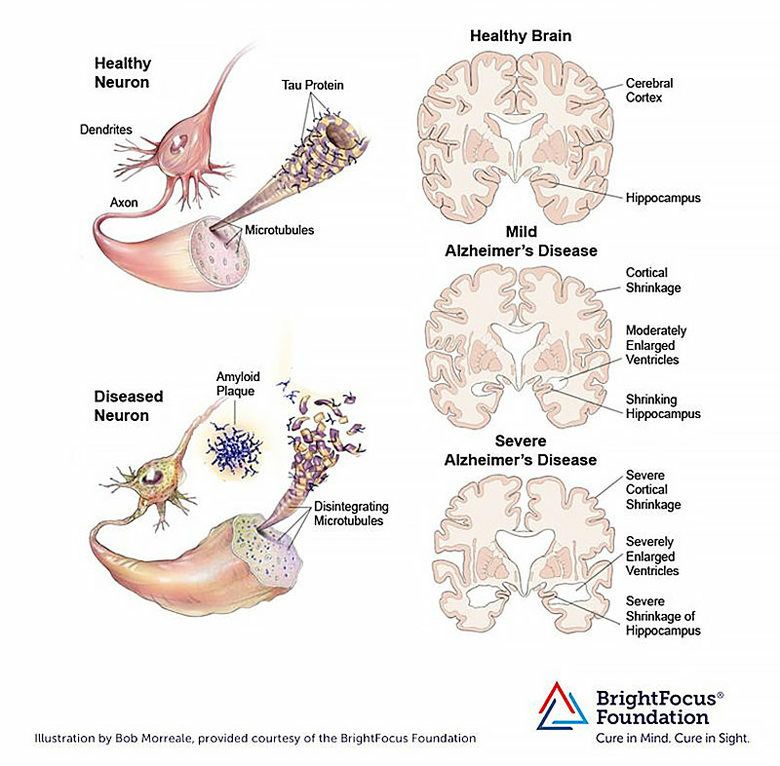 Healthy
Neuron
Tau Protein
Dendrites
Axon
Microtubules
Healthy Brain
Cerebral
Cortex
Hippocampus
Mild
Alzheimer's Disease
Cortical
Shrinkage
Moderately
Enlarged
Ventricles
Shrinking
Hippocampus
Diseased
Neuron
Amyloid
Plaque
Disintegrating
Microtubules
Severe
Alzheimer's Disease
Severe
Cortical
Shrinkage
Severely
Enlarged
Ventricles
Severe
Shrinkage of
Hippocampus
BrightFocus®
Foundation
Cure in Mind. Cure in Sight.
Illustration by Bob Morreale, provided courtesy of the BrightFocus Foundation